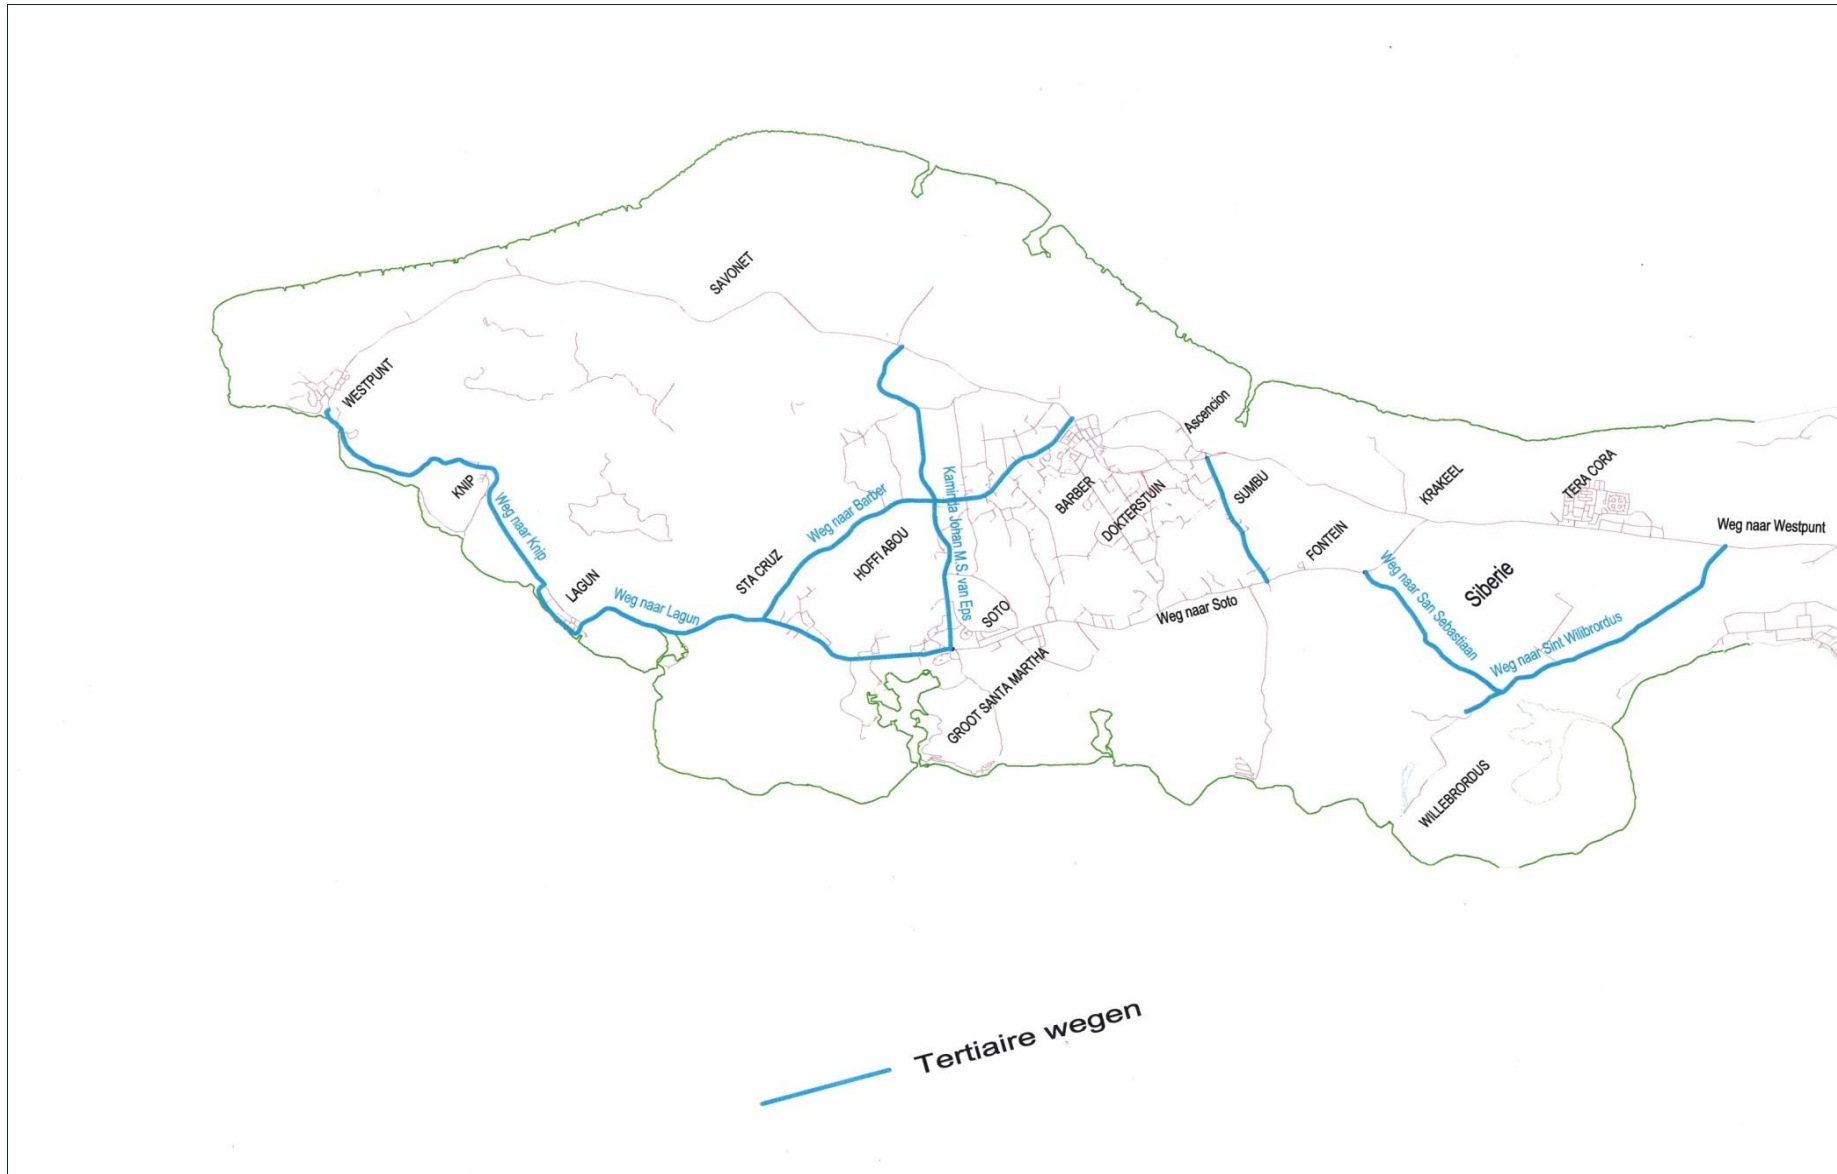 SAVONET
WESTPUNT
Ascencion
KNIP
Weg naar Knip
Weg naar Barber
Kaminda Johan M.S. van Eps
BARBER
DOKTERSTUIN
SUMBU
KRAKEEL
TERA CORA
Weg naar Westpunt
FONTEIN
HOFFI ABOU
STA CRUZ
LAGUN
Weg naar Lagun
SOTO
Weg naar Soto
Weg naar San Sebastiaan
Siberie
Weg naar Sint Wilibrordus
GROOT SANTA MARTHA
WILLEBRORDUS
Tertiaire wegen